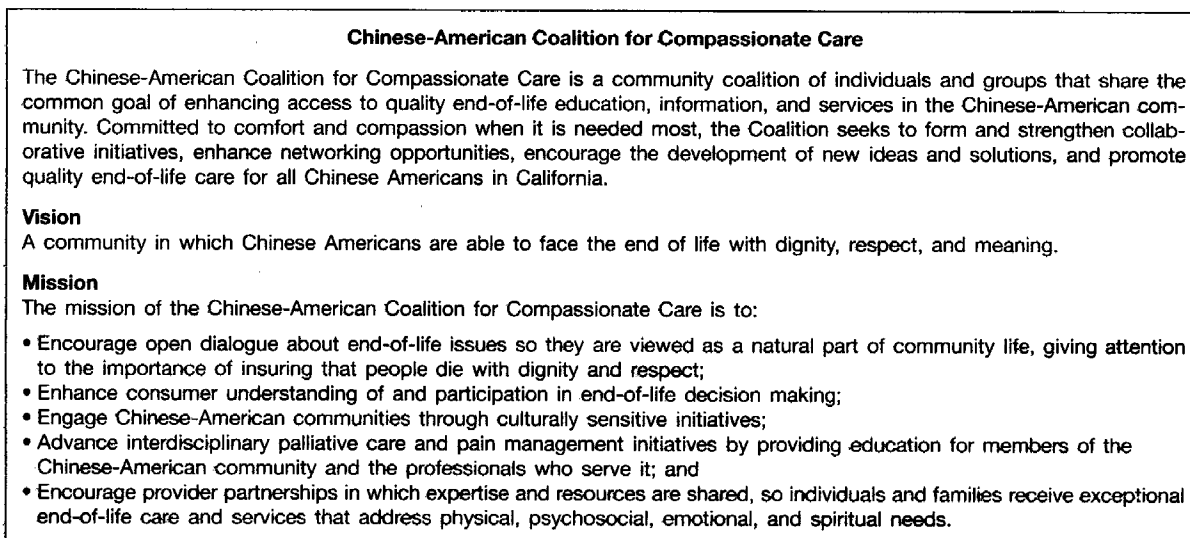 Chinese-American Coalition for Compassionate Care
The Chinese-American Coalition for Compassionate Care is a community coalition of individuals and groups that share the
common goal of enhancing access to quality end-of-life education, information, and services in the Chinese-American com-
munity. Committed to comfort and compassion when it is needed most, the Coalition seeks to form and strengthen collab-
orative initiatives, enhance networking opportunities, encourage the development of new ideas and solutions, and promote
quality end-of-life care for all Chinese Americans in California.
Vision
A community in which Chinese Americans are able to face the end of life with dignity, respect, and meaning.
Mission
The mission of the Chinese-American Coalition for Compassionate Care is to:
• Encourage open dialogue about end-of-life issues so they are viewed as a natural part of community life, giving attention
to the importance of insuring that people die with dignity and respect;
• Enhance consumer understanding of and participation in end-of-life decision making;
• Engage Chinese-American communities through culturally sensitive initiatives;
• Advance interdisciplinary palliative care and pain management initiatives by providing education for members of the
Chinese-American community and the professionals who serve it; and
• Encourage provider partnerships in which expertise and resources are shared, so individuals and families receive exceptional
end-of-life care and services that address physical, psychosocial, emotional, and spiritual needs.